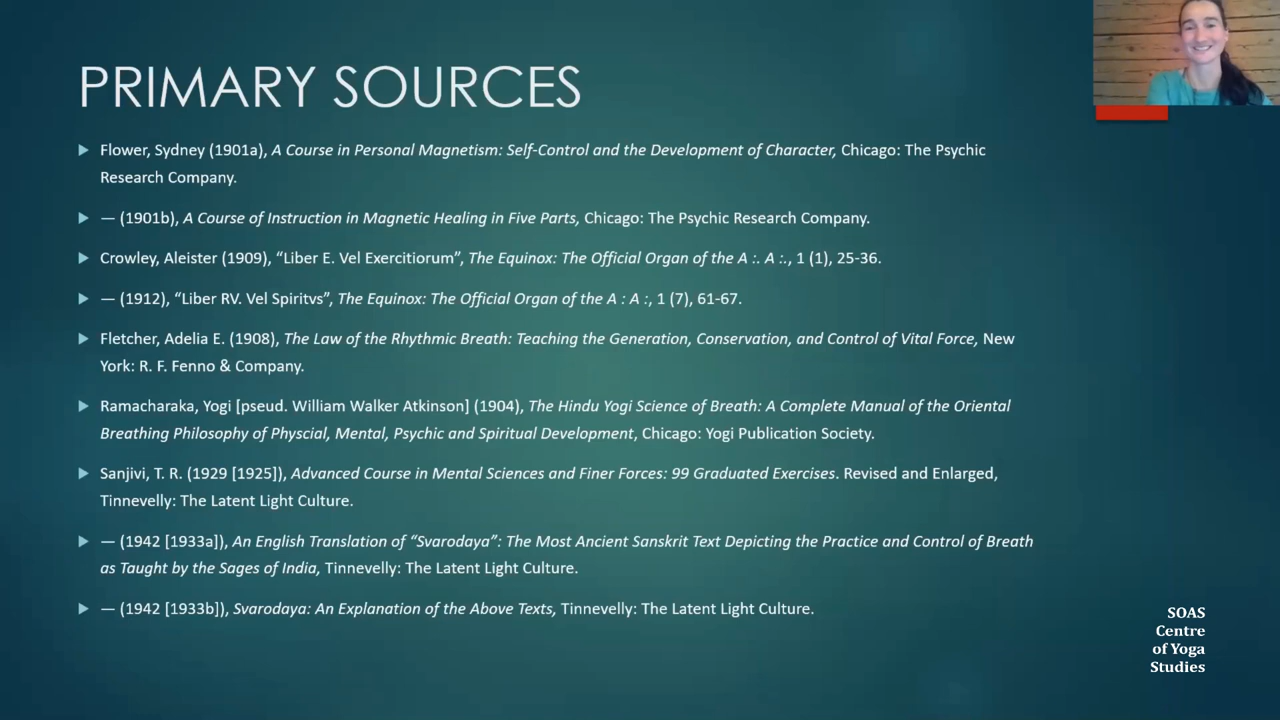 PRIMARY SOURCES
Flower, Sydney (1901a), A Course in Personal Magnetism: Self-Control and the Development of Character, Chicago: The Psychic
Research Company.
— (1901b), A Course of Instruction in Magnetic Healing in Five Parts, Chicago: The Psychic Research Company.
Crowley, Aleister (1909), “Liber E. Vel Exercitiorum”, The Equinox: The Official Organ of the A :. A :., 1 (1), 25-36.
— (1912), “Liber RV. Vel Spiritvs”, The Equinox: The Official Organ of the A : A :, 1 (7), 61-67.
Fletcher, Adelia E. (1908), The Law of the Rhythmic Breath: Teaching the Generation, Conservation, and Control of Vital Force, New
York: R. F. Fenno & Company.
Ramacharaka, Yogi [pseud. William Walker Atkinson] (1904), The Hindu Yogi Science of Breath: A Complete Manual of the Oriental
Breathing Philosophy of Physcial, Mental, Psychic and Spiritual Development, Chicago: Yogi Publication Society.
Sanjivi, T. R. (1929 [1925]), Advanced Course in Mental Sciences and Finer Forces: 99 Graduated Exercises. Revised and Enlarged,
Tinnevelly: The Latent Light Culture.
— (1942 [1933a]), An English Translation of “Svarodaya”: The Most Ancient Sanskrit Text Depicting the Practice and Control of Breath
as Taught by the Sages of India, Tinnevelly: The Latent Light Culture.
— (1942 [1933b]), Svarodaya: An Explanation of the Above Texts, Tinnevelly: The Latent Light Culture.
SOAS
Centre
of Yoga
Studies